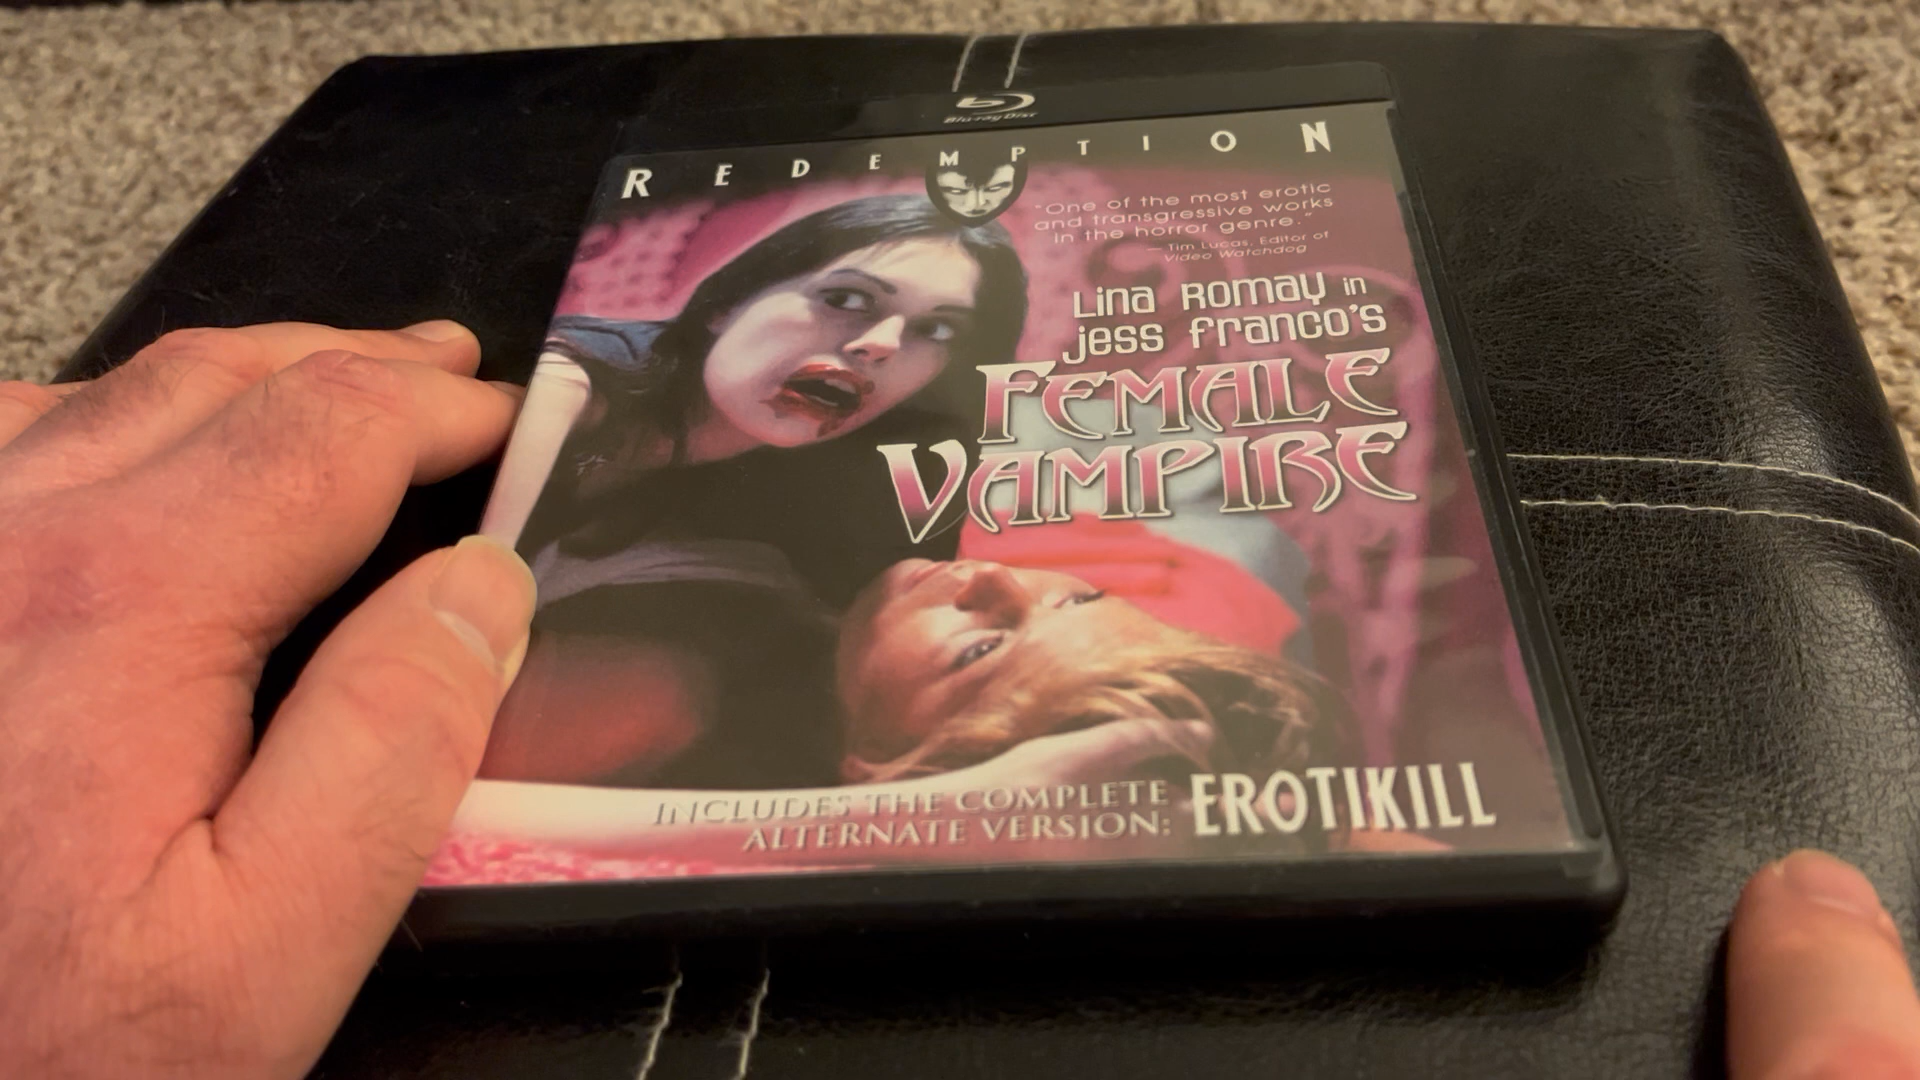 Blu-ray Disc
REDEMPTION
"One of the most erotic
and transgressive works
in the horror genre."
— Tim Lucas, Editor of
Video Watchdog
Lina Romay in
jess franco's
FEMALE
VAMPIRE
INCLUDES THE COMPLETE
ALTERNATE VERSION: EROTIKILL